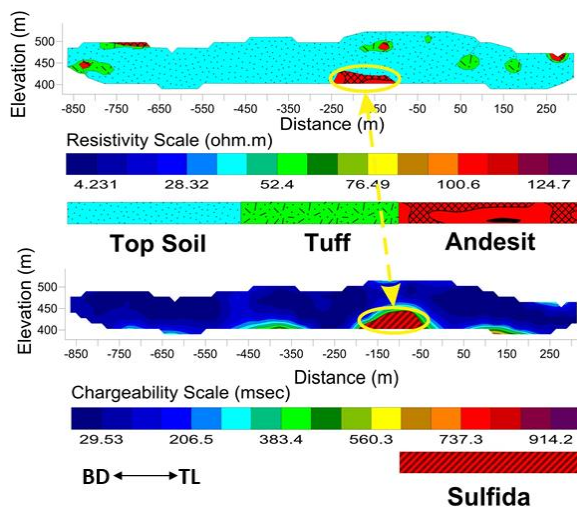 Elevation (m)
500
450
400
-850 -750 -650 -550 -450 -350 -250 -150 -50 50 150 250
Distance (m)
Resistivity Scale (ohm.m)
4.231 28.32 52.4 76.49 100.6 124.7
Top Soil Tuff Andesit
Elevation (m)
500
450
400
-850 -750 -650 -550 -450 -350 -250 -150 -50 50 150 250
Distance (m)
Chargeability Scale (msec)
29.53 206.5 383.4 560.3 737.3 914.2
BD TL
Sulfida